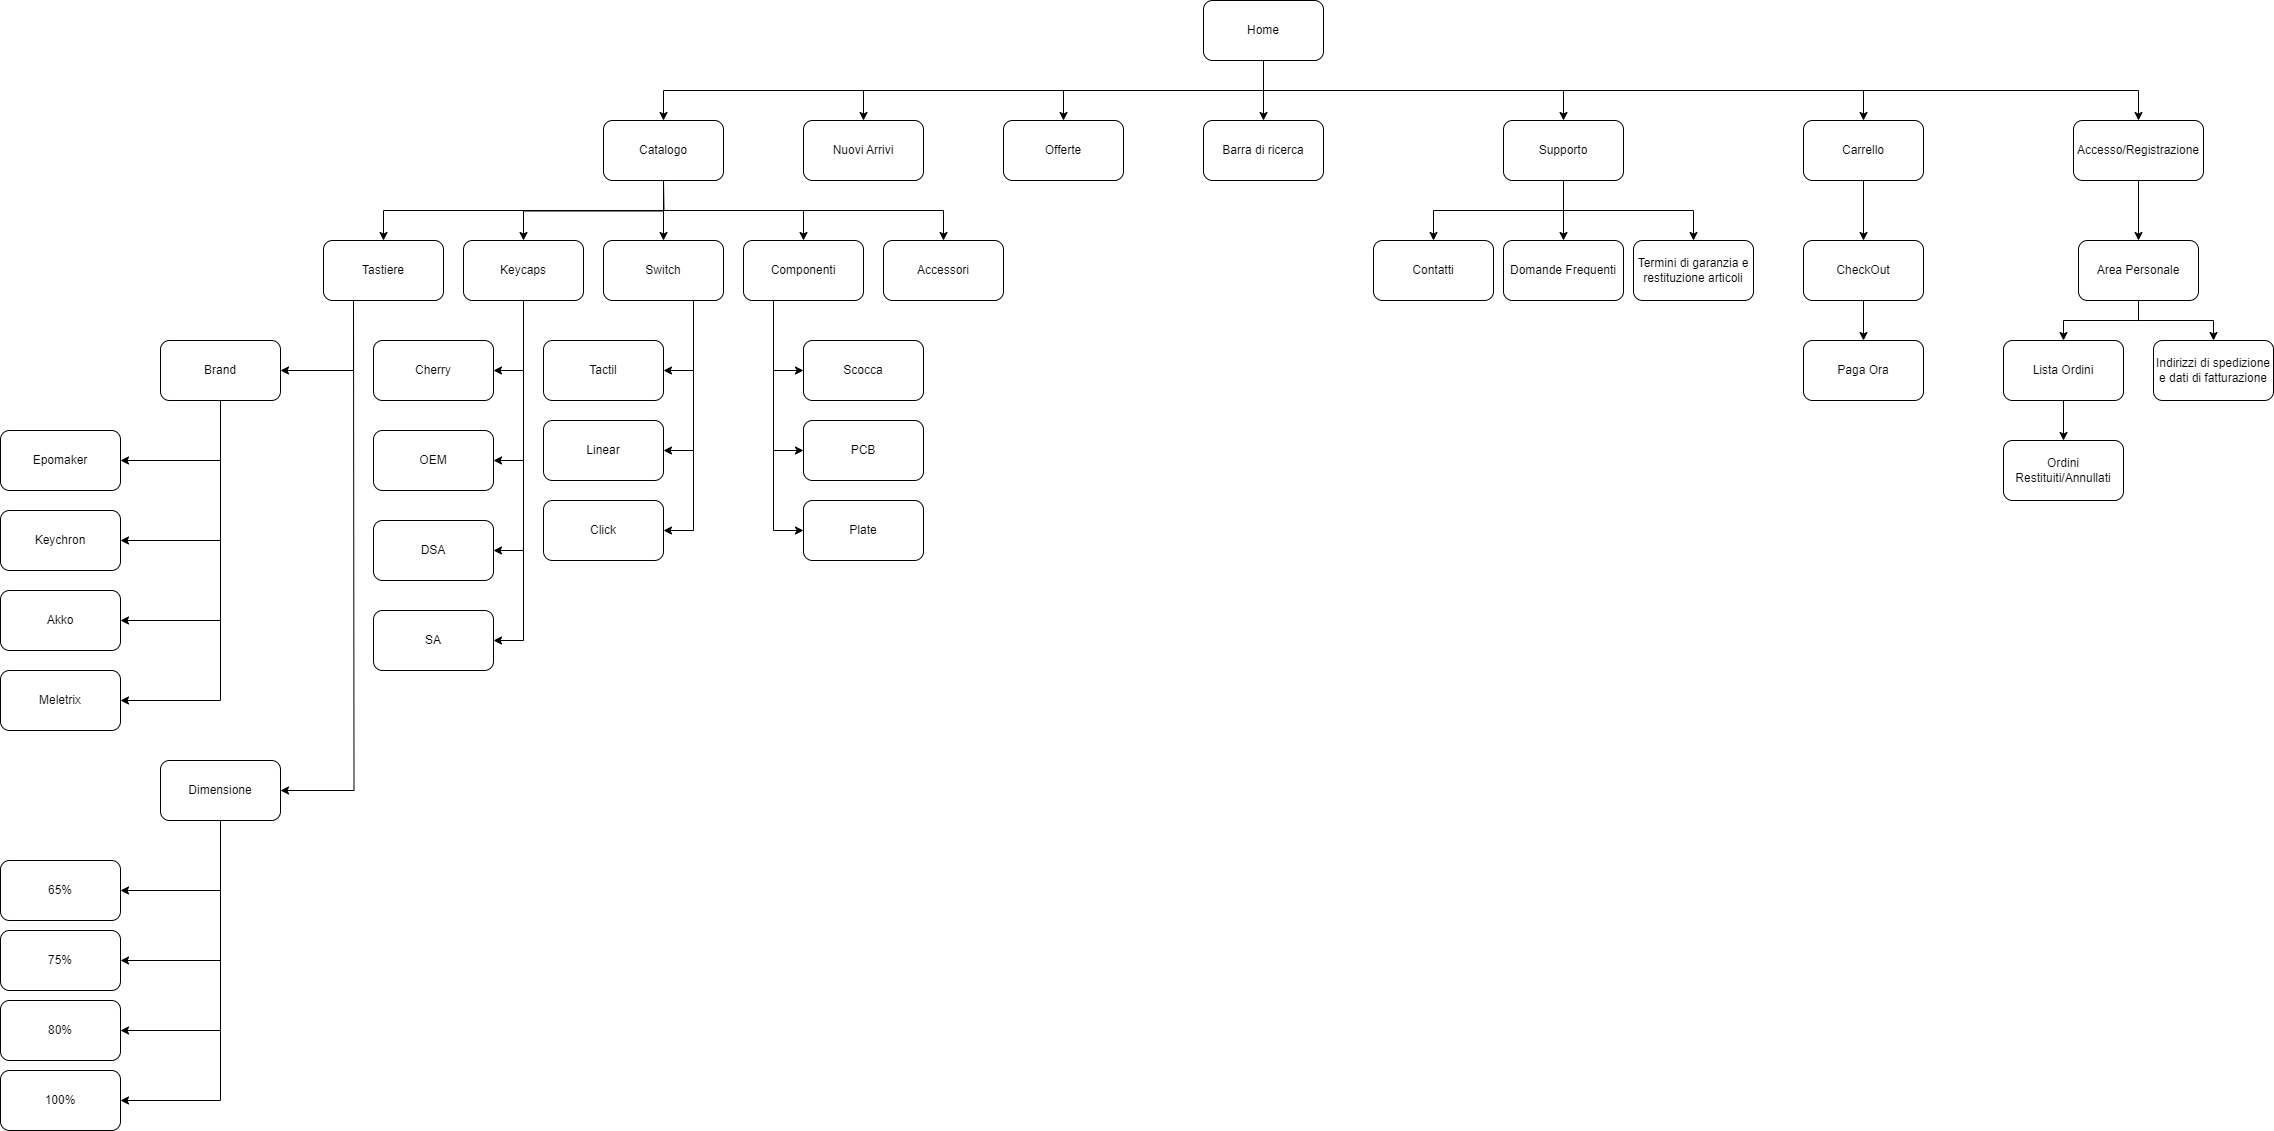 Home
Catalogo
Nuovi Arrivi
Offerte
Barra di ricerca
Supporto
Carrello
Accesso/Registrazione
Tastiere
Keycaps
Switch
Componenti
Accessori
Contatti
Domande Frequenti
Termini di garanzia e
restituzione articoli
CheckOut
Area Personale
Brand
Cherry
Tactil
Scocca
Paga Ora
Lista Ordini
Indirizzi di spedizione
e dati di fatturazione
Epomaker
OEM
Linear
PCB
Ordini
Restituiti/Annullati
Keychron
DSA
Click
Plate
Akko
SA
Meletrix
Dimensione
65%
75%
80%
100%